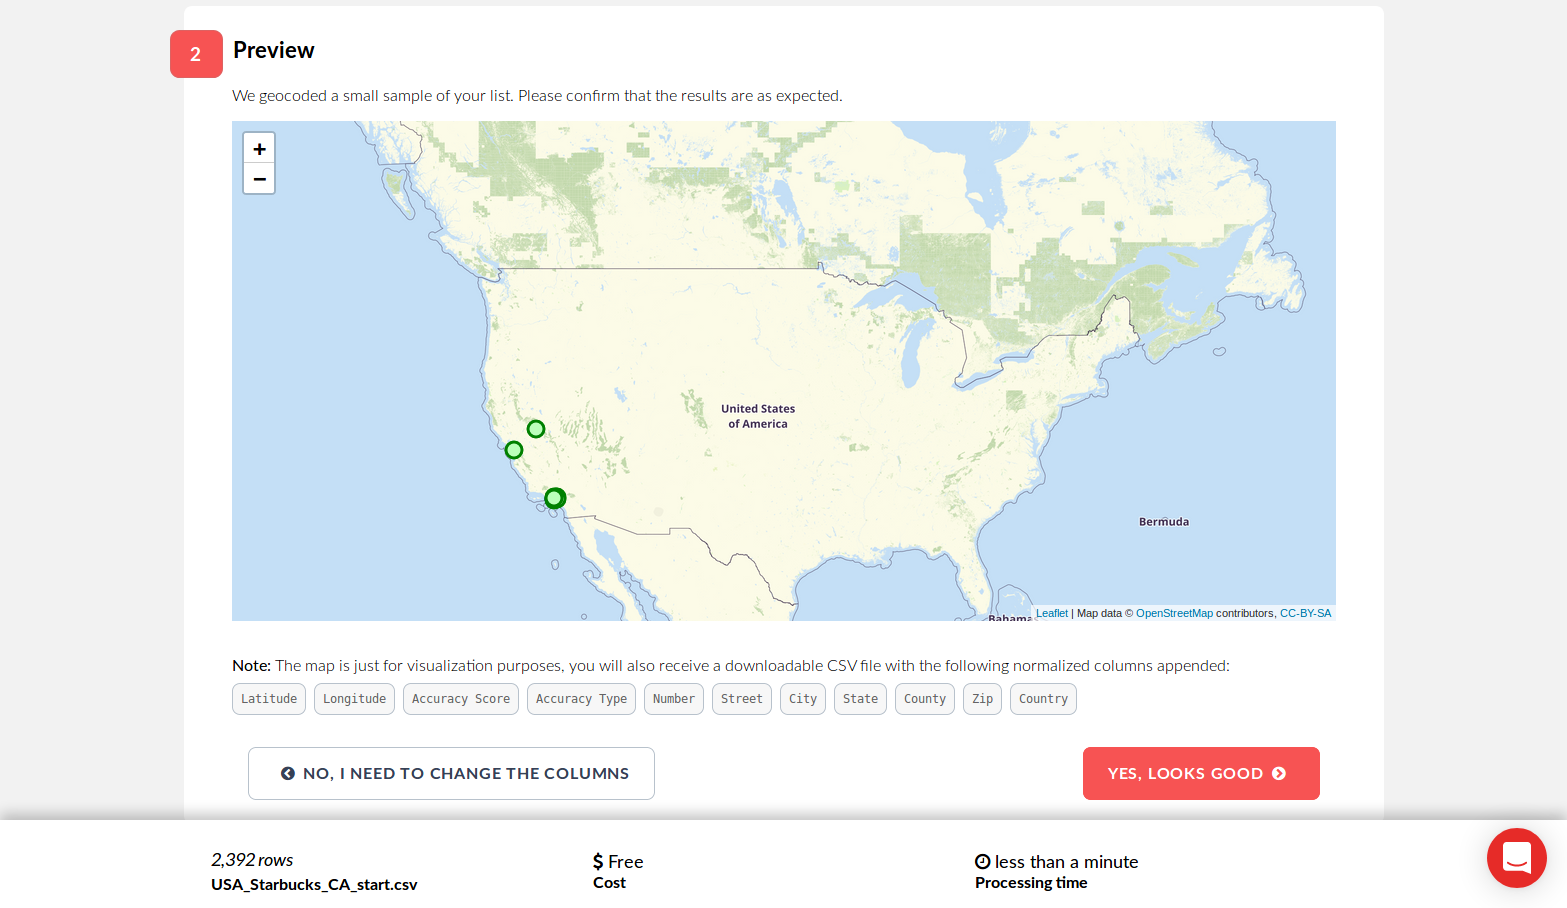 2
Preview
We geocoded a small sample of your list. Please confirm that the results are as expected.
+
−
United States
of America
Bermuda
Bahamas
Leaflet | Map data © OpenStreetMap contributors, CC-BY-SA
Note: The map is just for visualization purposes, you will also receive a downloadable CSV file with the following normalized columns appended:
Latitude Longitude Accuracy Score Accuracy Type Number Street City State County Zip Country
NO, I NEED TO CHANGE THE COLUMNS
YES, LOOKS GOOD
2,392 rows
USA_Starbucks_CA_start.csv
$ Free
Cost
less than a minute
Processing time